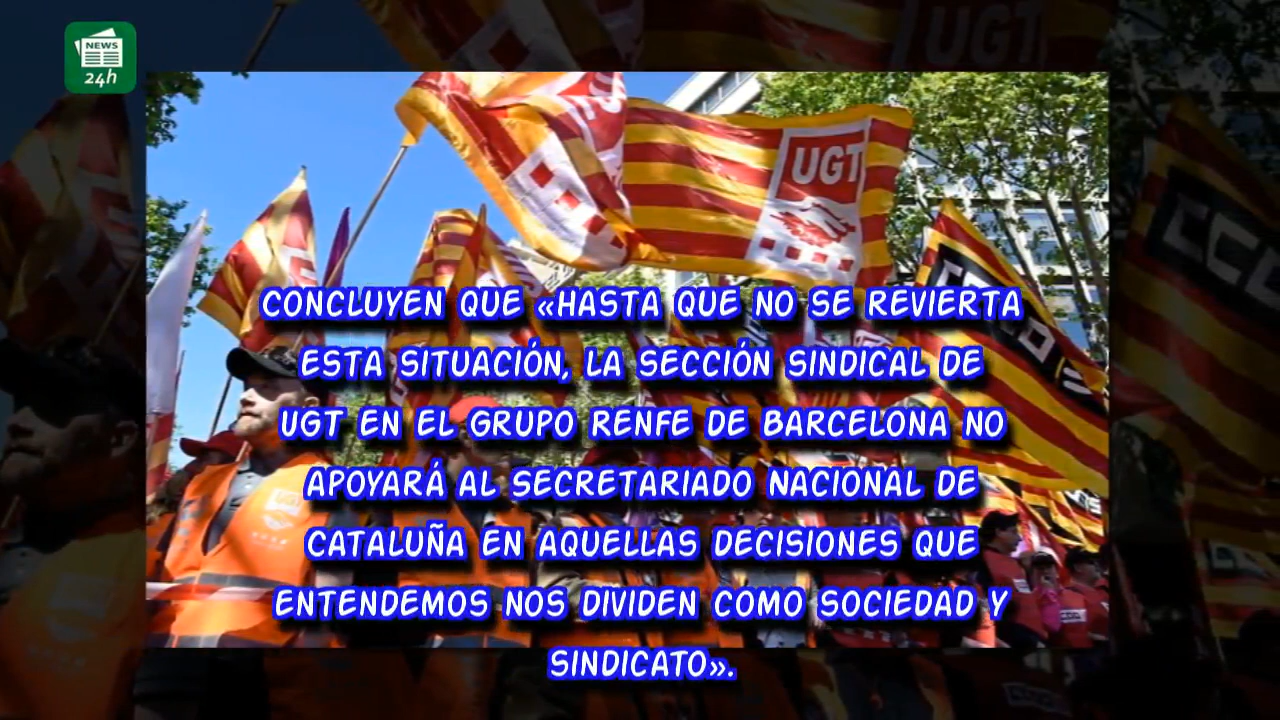 NEWS
24h
UGT
UGT
CCOO
CONCLUYEN QUE «HASTA QUE NO SE REVIERTA
ESTA SITUACIÓN, LA SECCIÓN SINDICAL DE
UGT EN EL GRUPO RENFE DE BARCELONA NO
APOYARÁ AL SECRETARIADO NACIONAL DE
CATALUÑA EN AQUELLAS DECISIONES QUE
ENTENDEMOS NOS DIVIDEN COMO SOCIEDAD Y
SINDICATO».